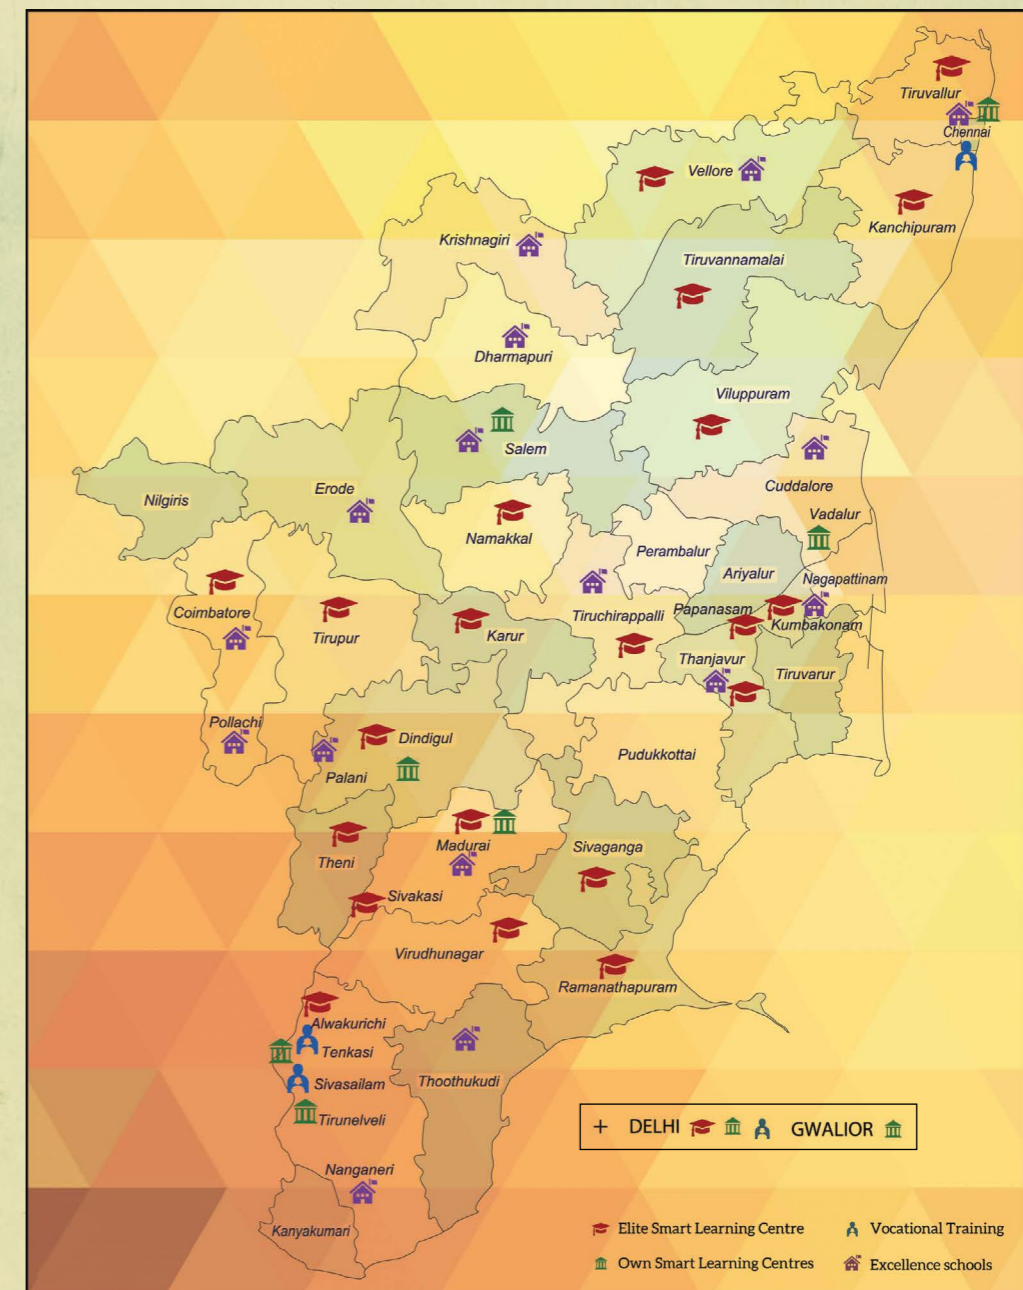 Tiruvallur
Chennai
Vellore
Kanchipuram
Krishnagiri
Tiruvannamalai
Dharmapuri
Viluppuram
Salem
Cuddalore
Erode
Nilgiris
Vadalur
Namakkal
Perambalur
Ariyalur
Nagapattinam
Coimbatore
Tiruchirappalli
Papanasam
Kumbakonam
Tirupur
Karur
Thanjavur
Tiruvarur
Pollachi
Dindigul
Pudukkottai
Palani
Madurai
Sivaganga
Theni
Sivakasi
Virudhunagar
Ramanathapuram
Alwakurichi
Tenkasi
Sivasailam
Thoothukudi
Tirunelveli
+ DELHI GWALIOR
Nanganeri
Kanyakumari
Elite Smart Learning Centre
Vocational Training
Own Smart Learning Centres
Excellence schools